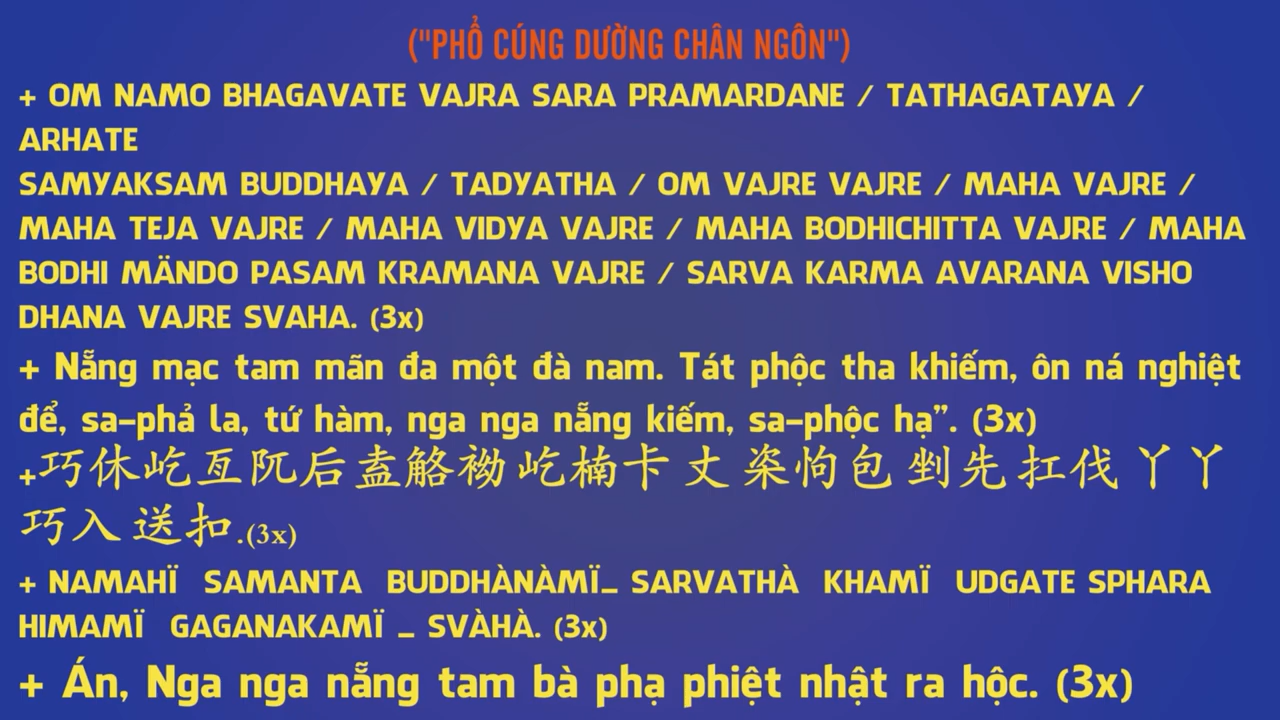 ("PHỔ CÚNG DƯỜNG CHÂN NGÔN")
+ OM NAMO BHAGAVATE VAJRA SARA PRAMARDANE / TATHAGATAYA /
ARHATE
SAMYAKSAM BUDDHAYA / TADYATHA / OM VAJRE VAJRE / MAHA VAJRE /
MAHA TEJA VAJRE / MAHA VIDYA VAJRE / MAHA BODHICHITTA VAJRE / MAHA
BODHI MÄNDO PASAM KRAMANA VAJRE / SARVA KARMA AVARANA VISHO
DHANA VAJRE SVAHA. (3x)
+ Nẵng mạc tam mãn đa một đà nam. Tát phộc tha khiếm, ôn ná nghiệt
để, sa-phả la, tứ hàm, nga nga nẵng kiếm, sa-phộc hạ”. (3x)
+巧休屹亙阢后盍觡袎屹楠卡丈楶怐包剉先扛伐丫丫
巧入送扣.(3x)
+ NAMAHÏ SAMANTA BUDDHÀNÀMÏ_ SARVATHÀ KHAMÏ UDGATE SPHARA
HIMAMÏ GAGANAKAMÏ _ SVÀHÀ. (3x)
+ Án, Nga nga nẵng tam bà phạ phiệt nhật ra hộc. (3x)